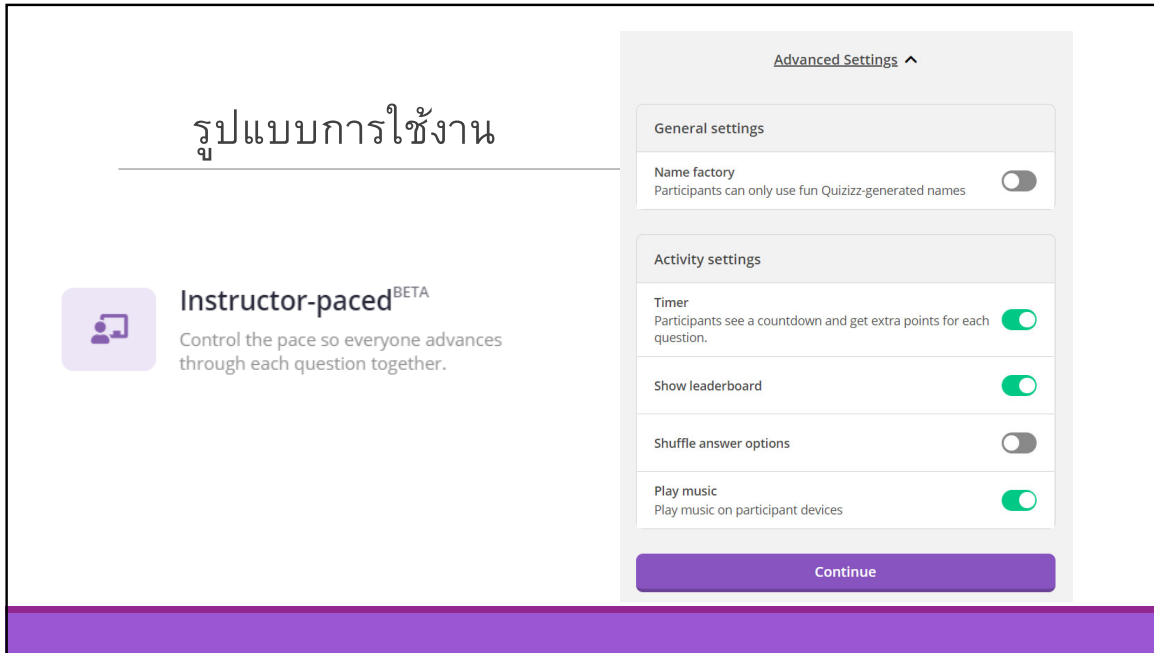 รูปแบบการใช้งาน
Instructor-paced BETA
Control the pace so everyone advances
through each question together.
Advanced Settings
General settings
Name factory
Participants can only use fun Quizizz-generated names
Activity settings
Timer
Participants see a countdown and get extra points for each
question.
Show leaderboard
Shuffle answer options
Play music
Play music on participant devices
Continue